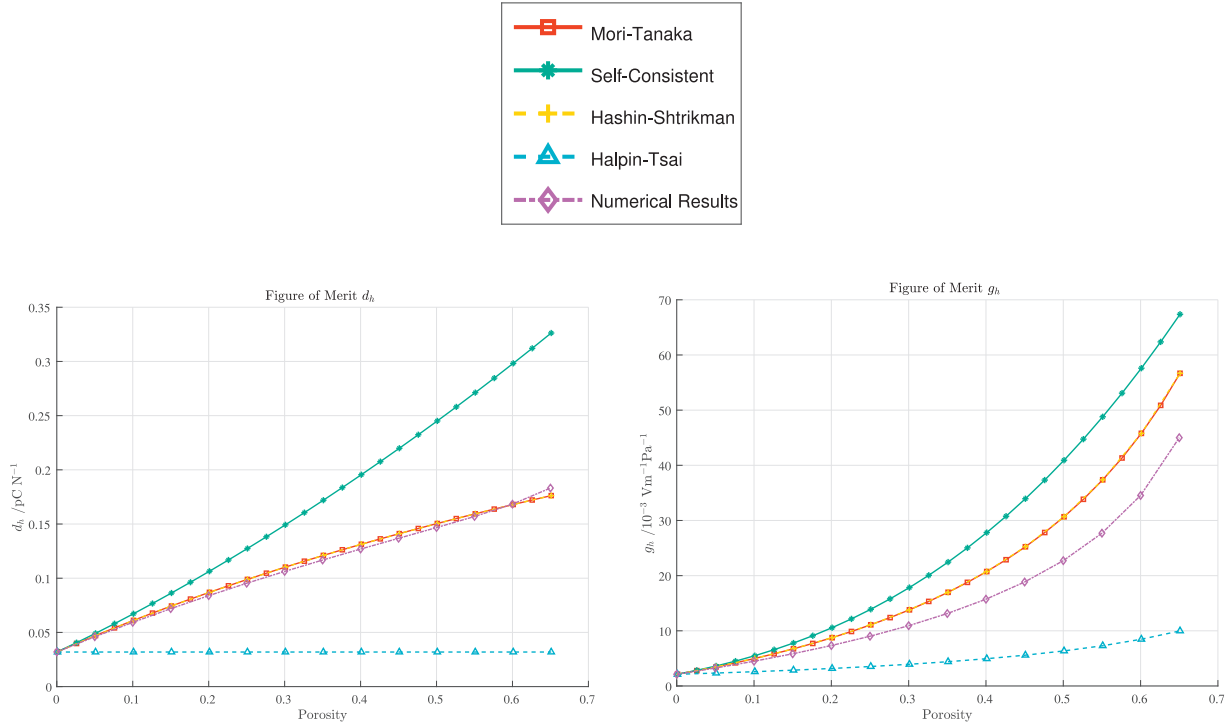 Mori-Tanaka
Self-Consistent
Hashin-Shtrikman
Halpin-Tsai
Numerical Results
Figure of Merit dₕ
0.35
0.3
0.25
0.2
0.15
0.1
0.05
0
dₕ /pC N⁻¹
0 0.1 0.2 0.3 0.4 0.5 0.6 0.7
Porosity
Figure of Merit gₕ
70
60
50
40
30
20
10
0
gₕ /10⁻³ Vm⁻¹Pa⁻¹
0 0.1 0.2 0.3 0.4 0.5 0.6 0.7
Porosity